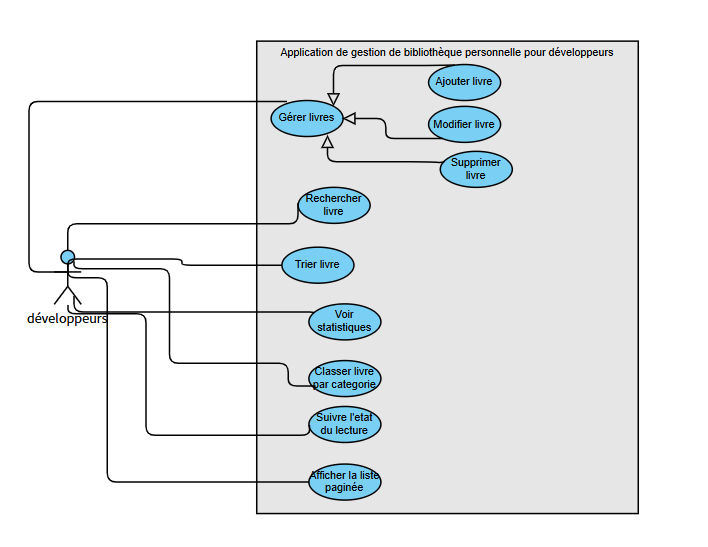 Application de gestion de bibliothèque personnelle pour développeurs
Ajouter livre
Gérer livres
Modifier livre
Supprimer
livre
Rechercher
livre
Trier livre
développeurs
Voir
statistiques
Classer livre
par categorie
Suivre l'etat
du lecture
Afficher la liste
paginée